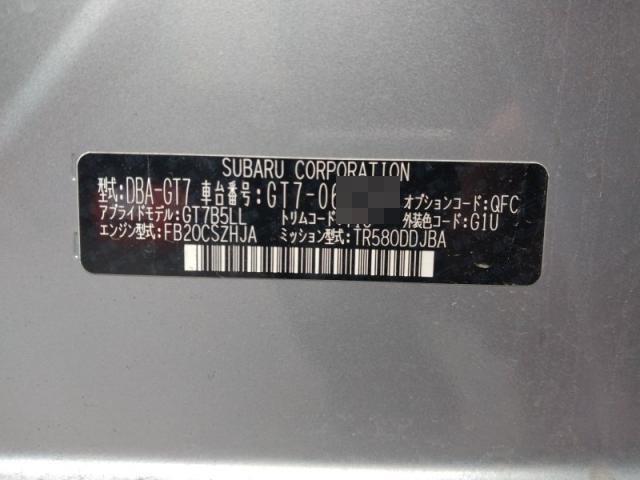 SUBARU CORPORATION
型式:DBA-GT7 車台番号:GT7-06 オプションコード:QFC
アプライドモデル:GT7B5LL トリムコード 外装色コード:G1U
エンジン型式:FB20CSZHJA ミッション型式:TR580DDJBA